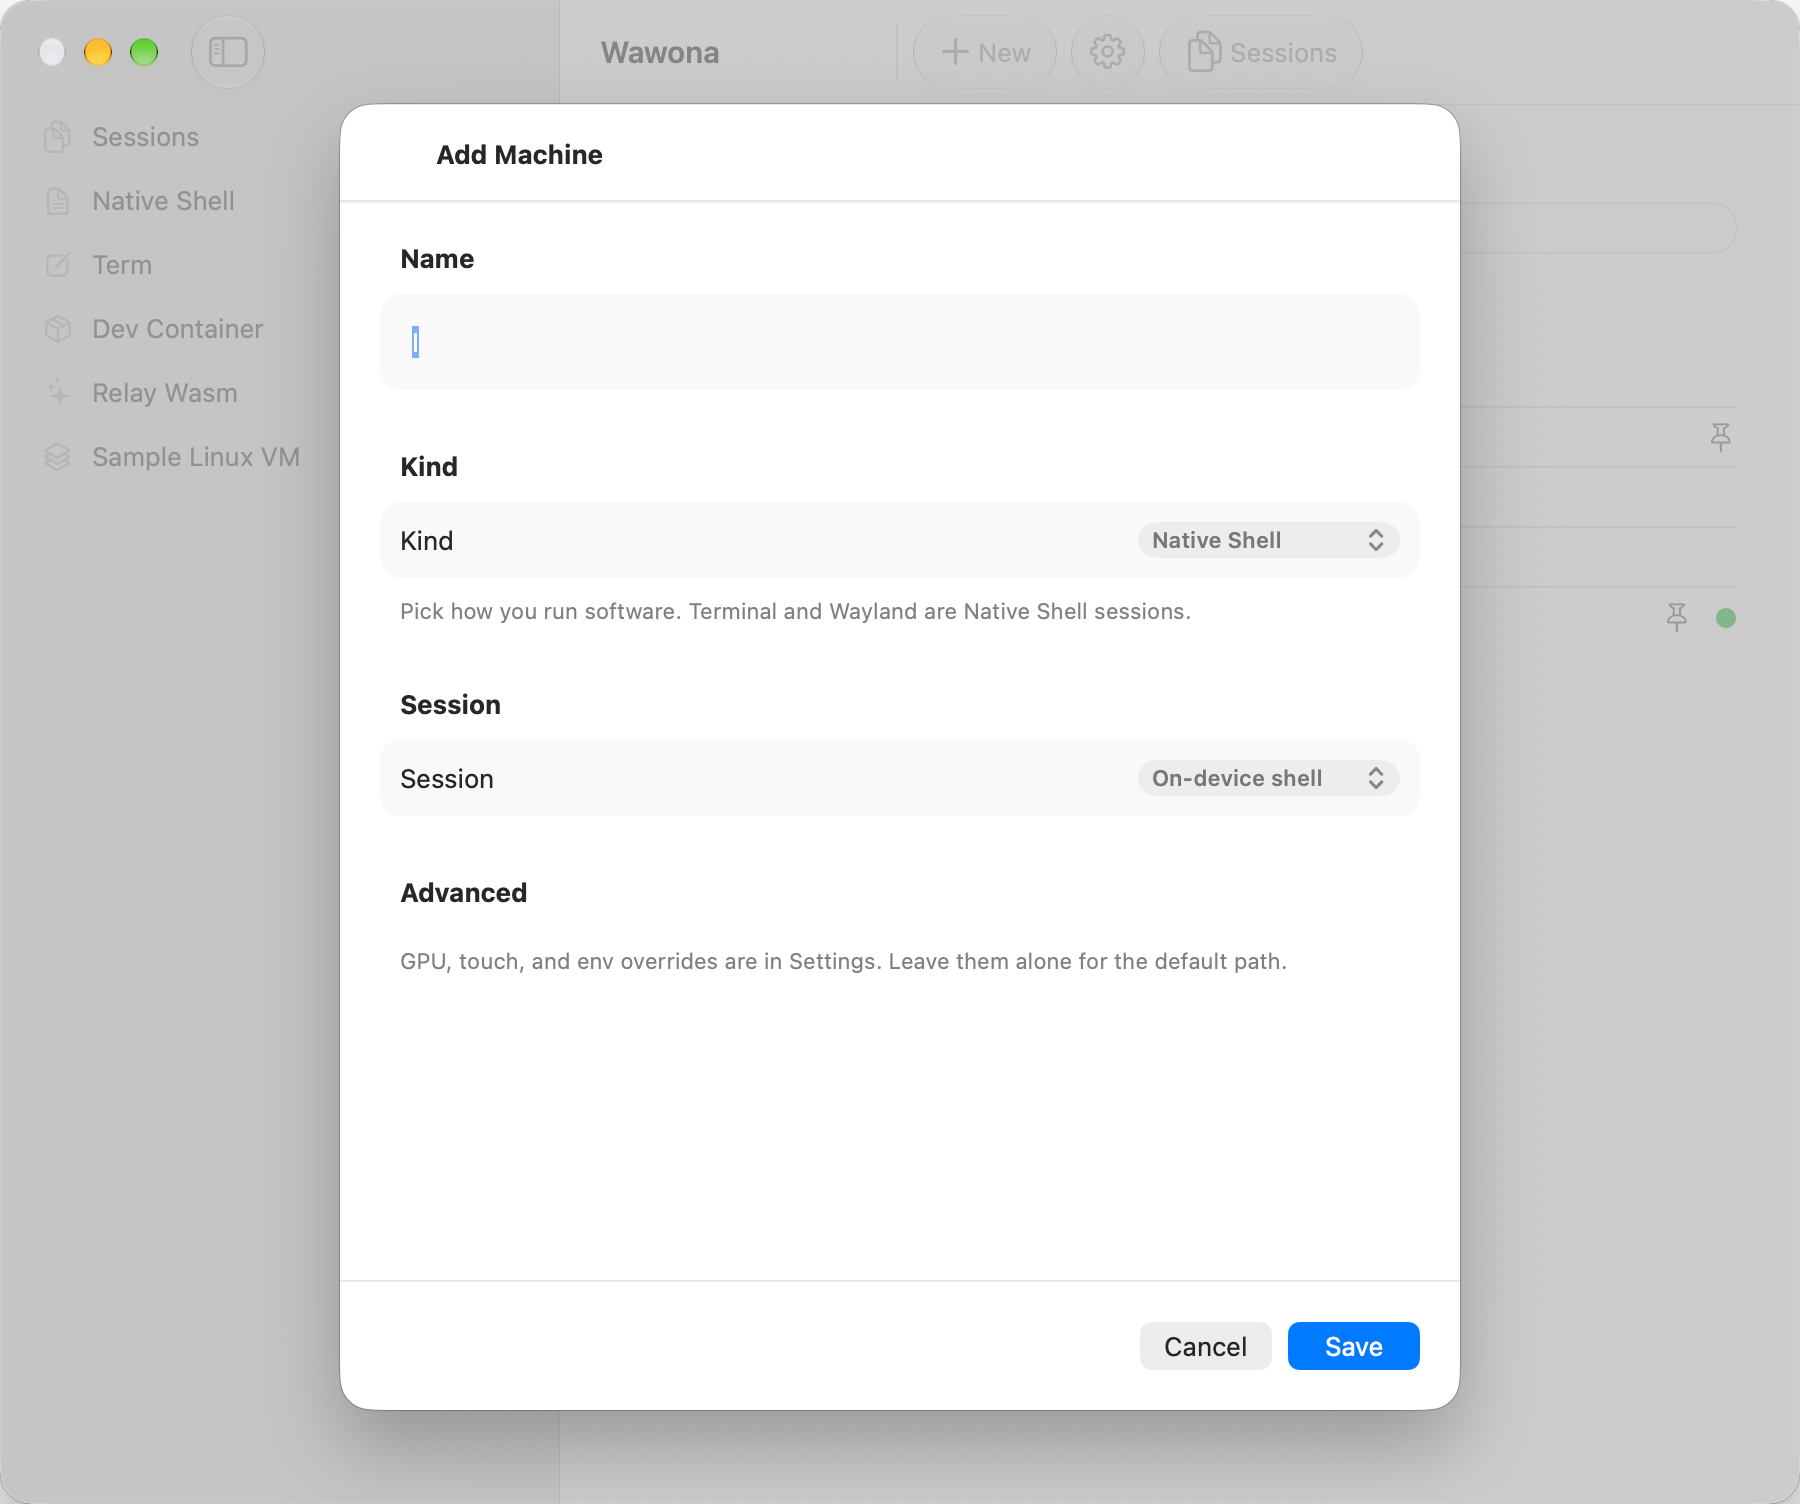 Wawona
New
Sessions
Sessions
Native Shell
Term
Dev Container
Relay Wasm
Sample Linux VM
Add Machine
Name
Kind
Kind
Native Shell
Pick how you run software. Terminal and Wayland are Native Shell sessions.
Session
Session
On-device shell
Advanced
GPU, touch, and env overrides are in Settings. Leave them alone for the default path.
Cancel
Save